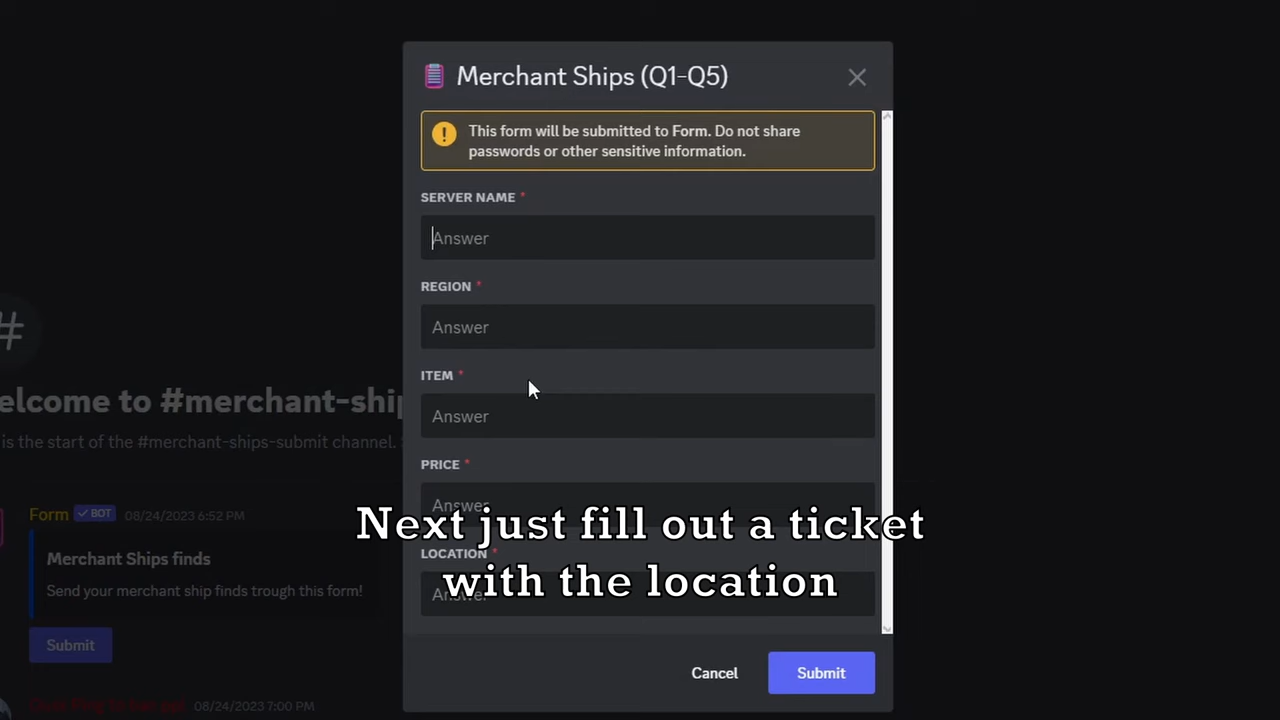 Merchant Ships (Q1-Q5)
This form will be submitted to Form. Do not share
passwords or other sensitive information.
SERVER NAME *
Answer
REGION *
Answer
ITEM *
Answer
PRICE *
Answer
LOCATION *
Answer
Cancel
Submit
Next just fill out a ticket
with the location
#
elcome to #merchant-ship
is the start of the #merchant-ships-submit channel.
Form BOT 08/24/2023 6:52 PM
Merchant Ships finds
Send your merchant ship finds trough this form!
Submit
08/24/2023 7:00 PM